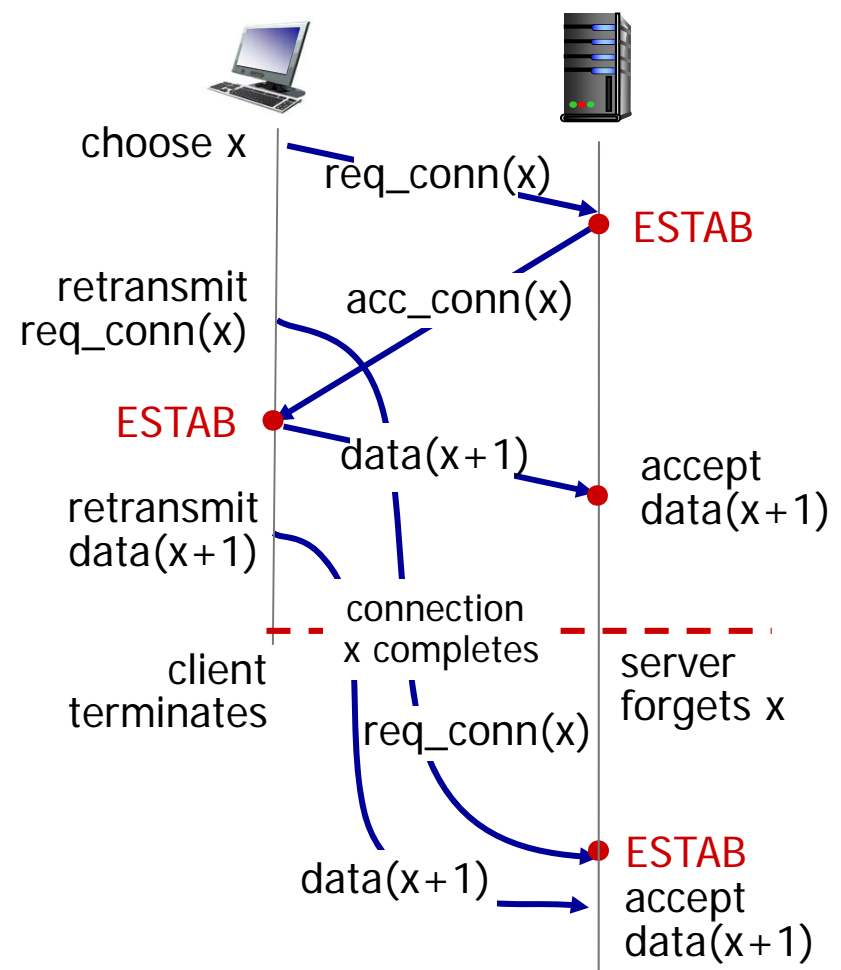 choose x
req_conn(x)
ESTAB
retransmit
req_conn(x)
acc_conn(x)
ESTAB
data(x+1)
accept
data(x+1)
retransmit
data(x+1)
connection
x completes
client
terminates
server
forgets x
req_conn(x)
ESTAB
data(x+1)
accept
data(x+1)